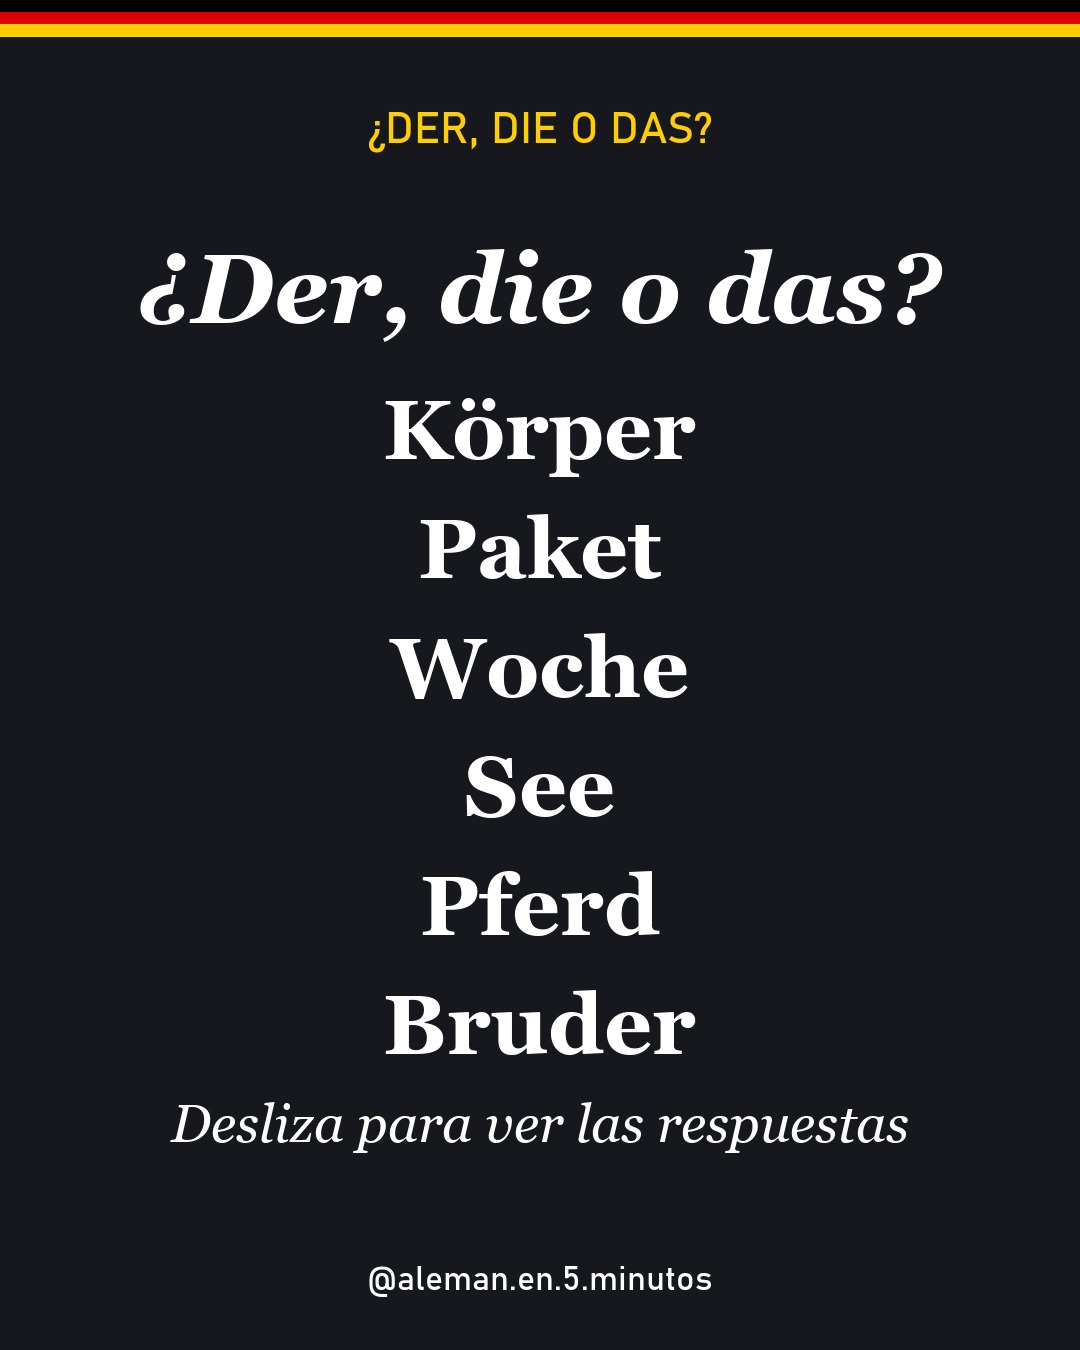 ¿DER, DIE O DAS?
¿Der, die o das?
Körper
Paket
Woche
See
Pferd
Bruder
Desliza para ver las respuestas
@aleman.en.5.minutos